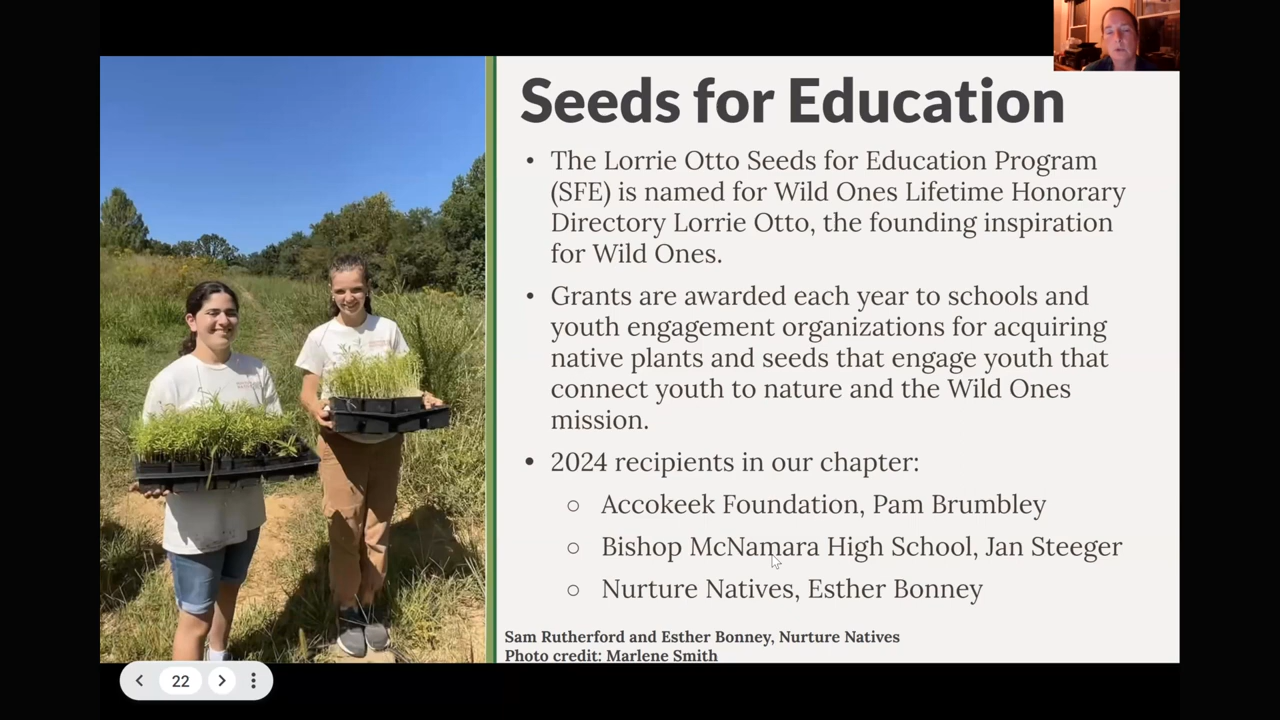 Seeds for Education
• The Lorrie Otto Seeds for Education Program
(SFE) is named for Wild Ones Lifetime Honorary
Directory Lorrie Otto, the founding inspiration
for Wild Ones.
• Grants are awarded each year to schools and
youth engagement organizations for acquiring
native plants and seeds that engage youth that
connect youth to nature and the Wild Ones
mission.
• 2024 recipients in our chapter:
○ Accokeek Foundation, Pam Brumbley
○ Bishop McNamara High School, Jan Steeger
○ Nurture Natives, Esther Bonney
Sam Rutherford and Esther Bonney, Nurture Natives
Photo credit: Marlene Smith
22